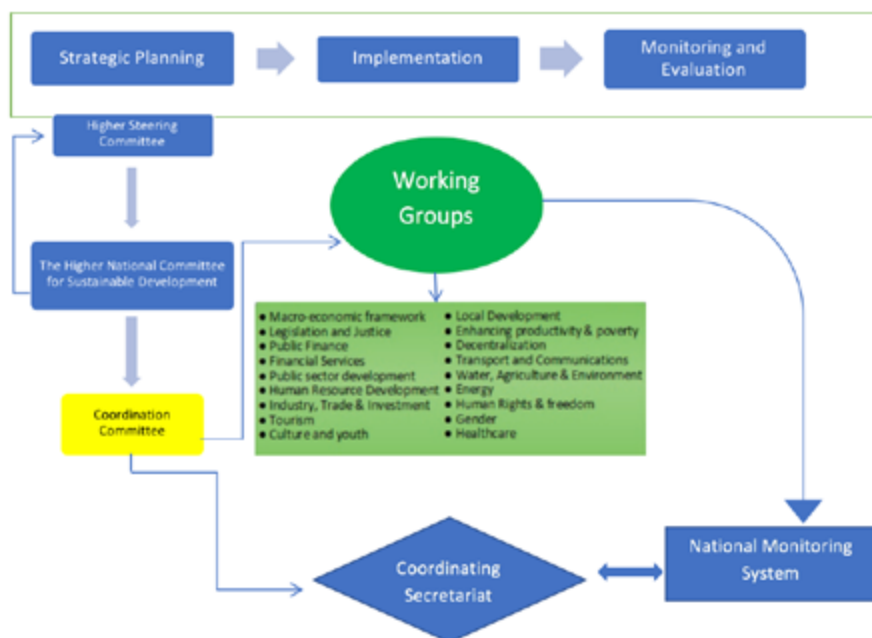 Strategic Planning
Implementation
Monitoring and
Evaluation
Higher Steering
Committee
The Higher National Committee
for Sustainable Development
Coordination
Committee
Working
Groups
● Macro-economic framework
● Legislation and Justice
● Public Finance
● Financial Services
● Public sector development
● Human Resource Development
● Industry, Trade & Investment
● Tourism
● Culture and youth
● Local Development
● Enhancing productivity & poverty
● Decentralization
● Transport and Communications
● Water, Agriculture & Environment
● Energy
● Human Rights & freedom
● Gender
● Healthcare
Coordinating
Secretariat
National Monitoring
System